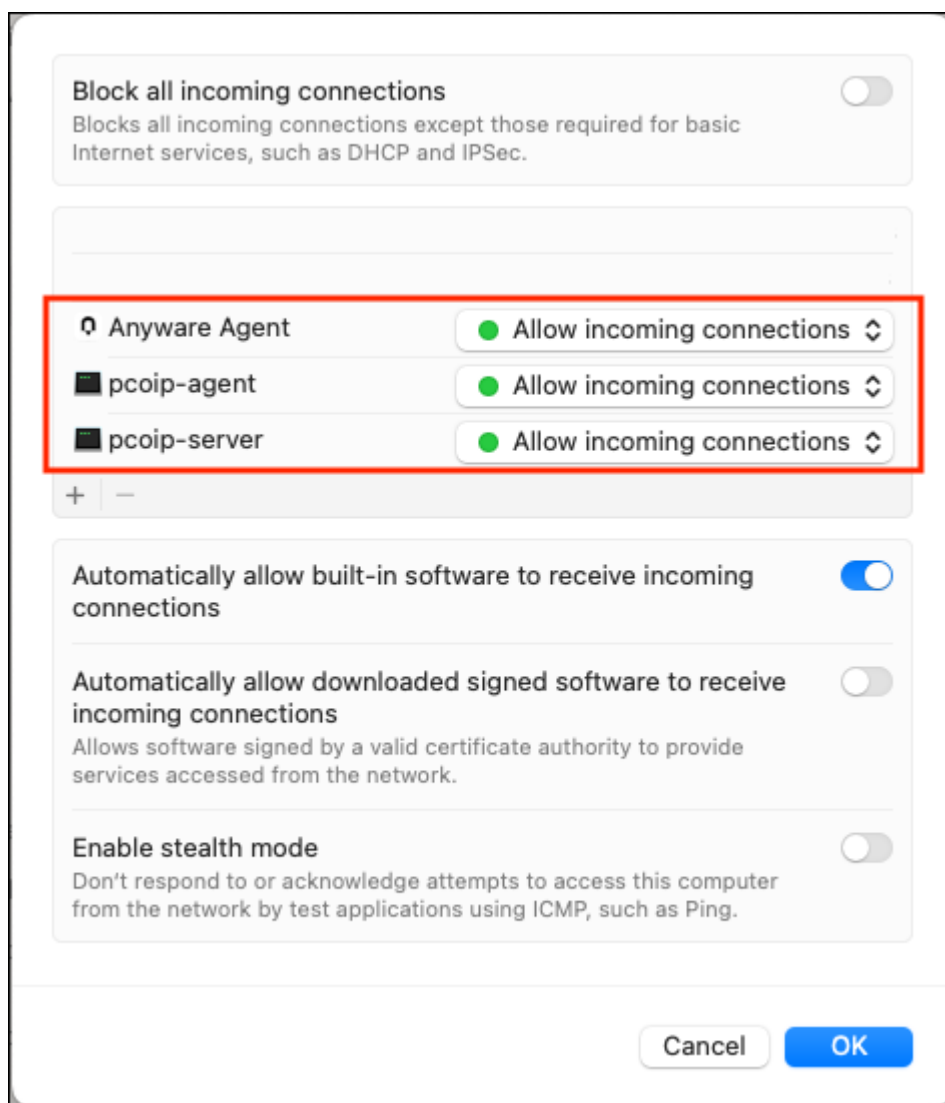 Block all incoming connections
Blocks all incoming connections except those required for basic
Internet services, such as DHCP and IPSec.
Anyware Agent Allow incoming connections
pcoip-agent Allow incoming connections
pcoip-server Allow incoming connections
+ −
Automatically allow built-in software to receive incoming
connections
Automatically allow downloaded signed software to receive
incoming connections
Allows software signed by a valid certificate authority to provide
services accessed from the network.
Enable stealth mode
Don't respond to or acknowledge attempts to access this computer
from the network by test applications using ICMP, such as Ping.
Cancel OK